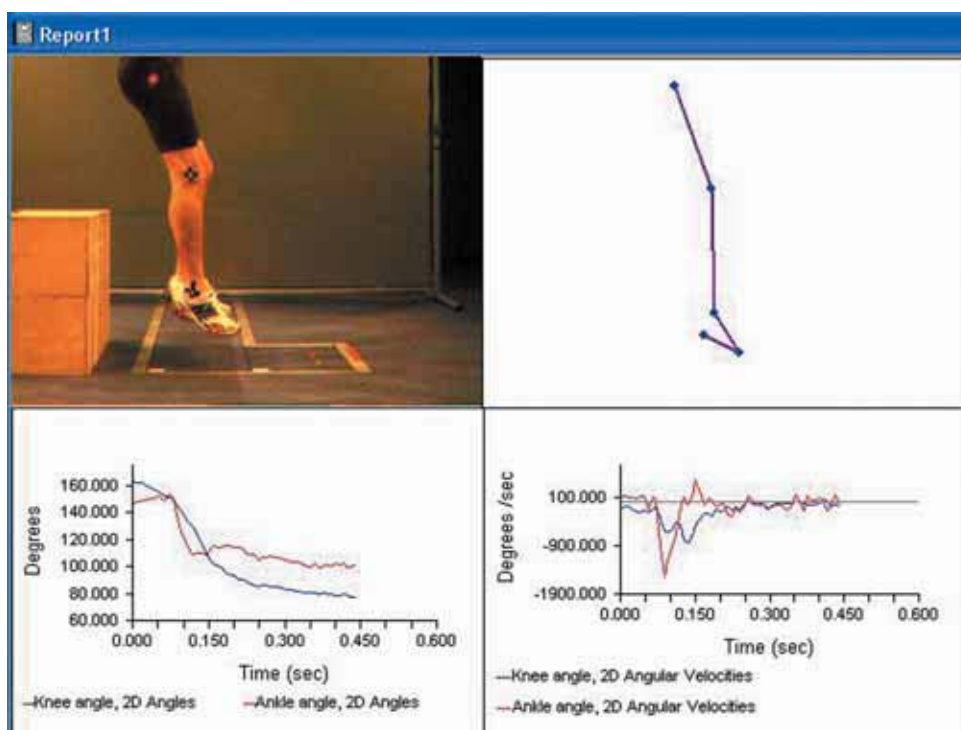 Report1
Degrees
160.000
140.000
120.000
100.000
80.000
60.000
0.000 0.150 0.300 0.450 0.600
Time (sec)
Knee angle, 2D Angles Ankle angle, 2D Angles
Degrees /sec
100.000
-900.000
-1900.000
0.000 0.150 0.300 0.450 0.600
Time (sec)
Knee angle, 2D Angular Velocities
Ankle angle, 2D Angular Velocities